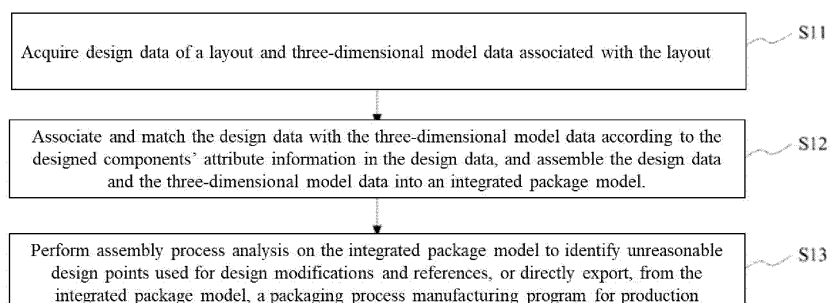 S11
Acquire design data of a layout and three-dimensional model data associated with the layout
S12
Associate and match the design data with the three-dimensional model data according to the
designed components’ attribute information in the design data, and assemble the design data
and the three-dimensional model data into an integrated package model.
S13
Perform assembly process analysis on the integrated package model to identify unreasonable
design points used for design modifications and references, or directly export, from the
integrated package model, a packaging process manufacturing program for production